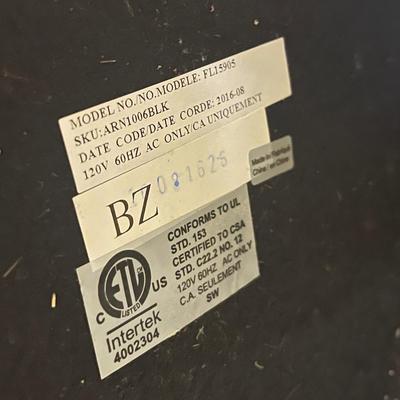 MODEL NO./NO.MODELE: FL15905
SKU:ARN1006BLK
DATE CODE/DATE CORDE: 2016-08
120V 60HZ AC ONLY/CA UNIQUEMENT
BZ 021625
Made in/Fabriqué
China / en Chine
CONFORMS TO UL
STD. 153
CERTIFIED TO CSA
STD. C22.2 NO. 12
120V 60HZ AC ONLY
C.A. SEULEMENT
SW
C ETL US
LISTED
Intertek
4002304